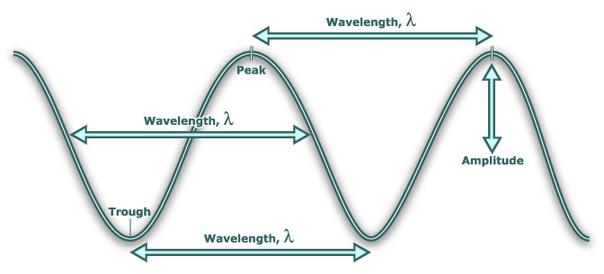 Wavelength, λ
Peak
Wavelength, λ
Amplitude
Trough
Wavelength, λ